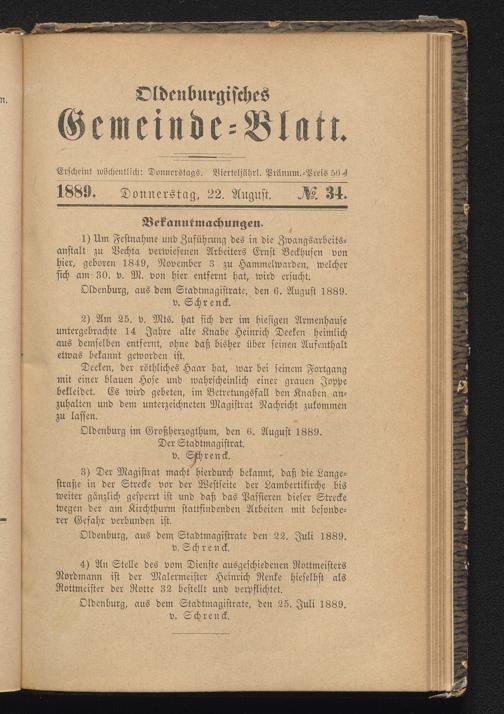 n.
Oldenburgisches
Gemeinde-Blatt.
Erscheint wöchentlich: Donnerstags. Vierteljährl. Pränum.-Preis 50 ₰
1889. Donnerstag, 22. August. №. 34.
Bekanntmachungen.
1) Um Festnahme und Zuführung des in die Zwangsarbeits-
anstalt zu Vechta verwiesenen Arbeiters Ernst Beckhusen von
hier, geboren 1849, November 3 zu Hammelwarden, welcher
sich am 30. v. M. von hier entfernt hat, wird ersucht.
Oldenburg, aus dem Stadtmagistrate, den 6. August 1889.
v. Schrenck.
2) Am 25. v. Mts. hat sich der im hiesigen Armenhause
untergebrachte 14 Jahre alte Knabe Heinrich Deeken heimlich
aus demselben entfernt, ohne daß bisher über seinen Aufenthalt
etwas bekannt geworden ist.
Deeken, der röthliches Haar hat, war bei seinem Fortgang
mit einer blauen Hose und wahrscheinlich einer grauen Joppe
bekleidet. Es wird gebeten, im Betretungsfall den Knaben an-
zuhalten und dem unterzeichneten Magistrat Nachricht zukommen
zu lassen.
Oldenburg im Großherzogthum, den 6. August 1889.
Der Stadtmagistrat.
v. Schrenck.
3) Der Magistrat macht hierdurch bekannt, daß die Lange-
straße in der Strecke vor der Westseite der Lambertikirche bis
weiter gänzlich gesperrt ist und daß das Passieren dieser Strecke
wegen der am Kirchthurm stattfindenden Arbeiten mit besonde-
rer Gefahr verbunden ist.
Oldenburg, aus dem Stadtmagistrate den 22. Juli 1889.
v. Schrenck.
4) An Stelle des vom Dienste ausgeschiedenen Rottmeisters
Nordmann ist der Malermeister Heinrich Renke hieselbst als
Rottmeister der Rotte 32 bestellt und verpflichtet.
Oldenburg, aus dem Stadtmagistrate, den 25. Juli 1889.
v. Schrenck.